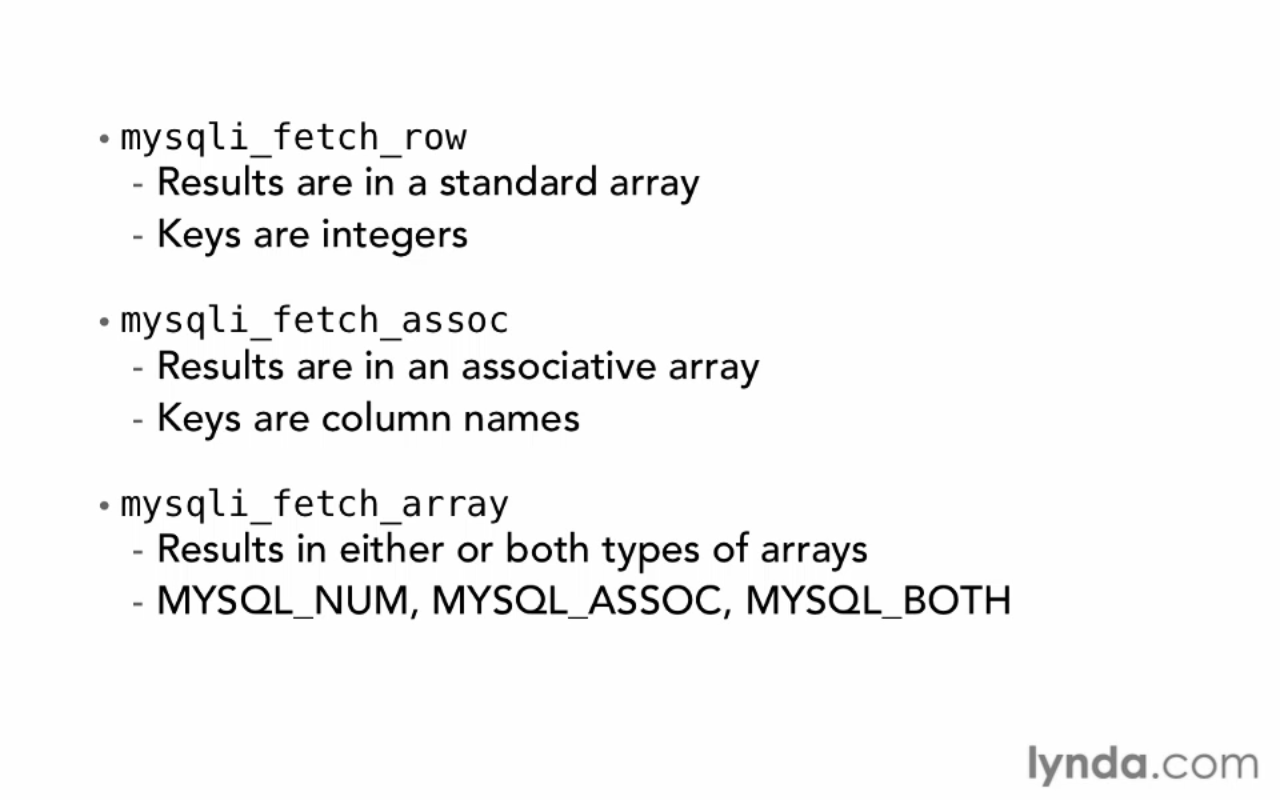 • mysqli_fetch_row
- Results are in a standard array
- Keys are integers
• mysqli_fetch_assoc
- Results are in an associative array
- Keys are column names
• mysqli_fetch_array
- Results in either or both types of arrays
- MYSQL_NUM, MYSQL_ASSOC, MYSQL_BOTH
lynda.com